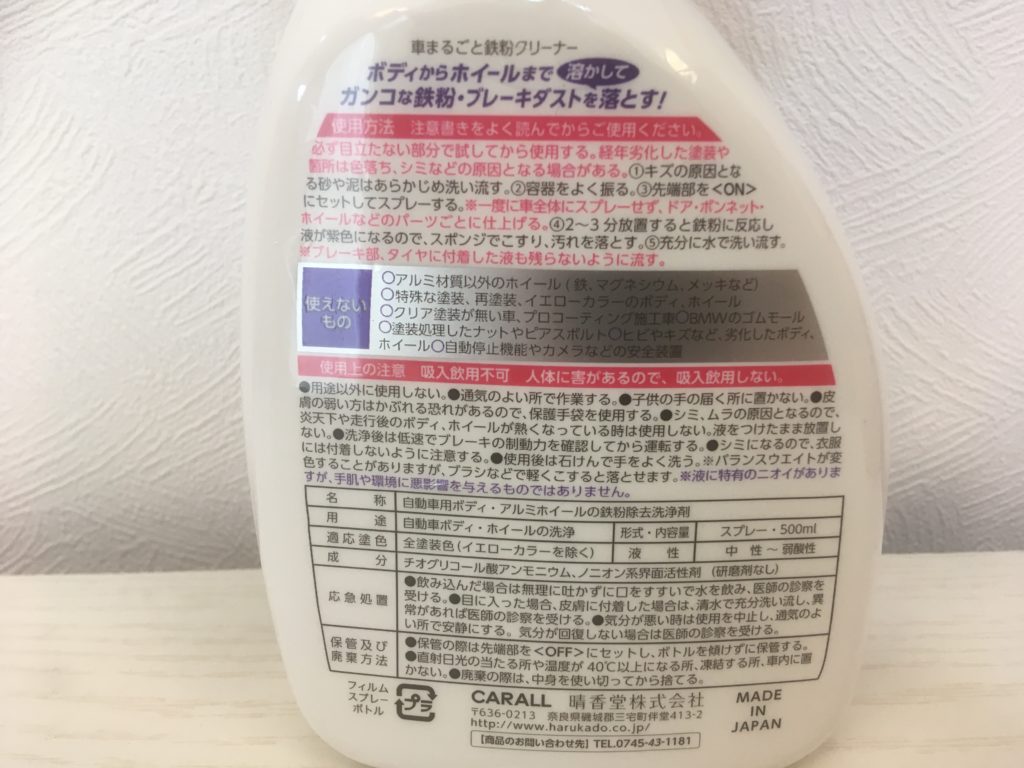 車まるごと鉄粉クリーナー
ボディからホイールまで 溶かして
ガンコな鉄粉・ブレーキダストを落とす!
使用方法 注意書きをよく読んでからご使用ください。
必ず目立たない部分で試してから使用する。経年劣化した塗装や
箇所は色落ち、シミなどの原因となる場合がある。①キズの原因とな
る砂や泥はあらかじめ洗い流す。②容器をよく振る。③先端部を<ON>
にセットしてスプレーする。※一度に車全体にスプレーせず、ドア・ボンネット・
ホイールなどのパーツごとに仕上げる。④2〜3分放置すると鉄粉に反応し
液が紫色になるので、スポンジでこすり、汚れを落とす。⑤充分に水で洗い流す。
※ブレーキ部、タイヤに付着した液も残らないように流す。
使えない
もの
○アルミ材質以外のホイール(鉄、マグネシウム、メッキなど)
○特殊な塗装、再塗装、イエローカラーのボディ、ホイール
○クリア塗装が無い車、プロコーティング施工車○BMWのゴムモール
○塗装処理したナットやピアスボルト○ヒビやキズなど、劣化したボディ、
ホイール○自動停止機能やカメラなどの安全装置
使用上の注意 吸入飲用不可 人体に害があるので、吸入飲用しない。
●用途以外に使用しない。●通気のよい所で作業する。●子供の手の届く所に置かない。●皮
膚の弱い方はかぶれる恐れがあるので、保護手袋を使用する。●シミ、ムラの原因となるので、
炎天下や走行後のボディ、ホイールが熱くなっている時は使用しない。液をつけたまま放置し
ない。●洗浄後は低速でブレーキの制動力を確認してから運転する。●シミになるので、衣服
には付着しないように注意する。●使用後は石けんで手をよく洗う。※バランスウエイトが変
色することがありますが、ブラシなどで軽くこすると落とせます。※液に特有のニオイがありま
すが、手肌や環境に悪影響を与えるものではありません。
名 称 自動車用ボディ・アルミホイールの鉄粉除去洗浄剤
用 途 自動車ボディ・ホイールの洗浄 形式・内容量 スプレー・500ml
適応塗色 全塗装色(イエローカラーを除く) 液 性 中 性 〜 弱酸性
成 分 チオグリコール酸アンモニウム、ノニオン系界面活性剤 (研磨剤なし)
応急処置
●飲み込んだ場合は無理に吐かずに口をすすいで水を飲み、医師の診察を
受ける。●目に入った場合、皮膚に付着した場合は、清水で充分洗い流し、異
常があれば医師の診察を受ける。●気分が悪い時は使用を中止し、通気のよ
い所で安静にする。気分が回復しない場合は医師の診察を受ける。
保管及び
廃棄方法
●保管の際は先端部を<OFF>にセットし、ボトルを傾けずに保管する。
●直射日光の当たる所や温度が40℃以上になる所、凍結する所、車内に置
かない。●廃棄の際は、中身を使い切ってから捨てる。
フィルム
スプレー
ボトル
プラ
CARALL 晴香堂株式会社
〒636-0213 奈良県磯城郡三宅町伴堂413-2
http://www.harukado.co.jp/
【商品のお問い合わせ先】TEL.0745-43-1181
MADE
IN
JAPAN